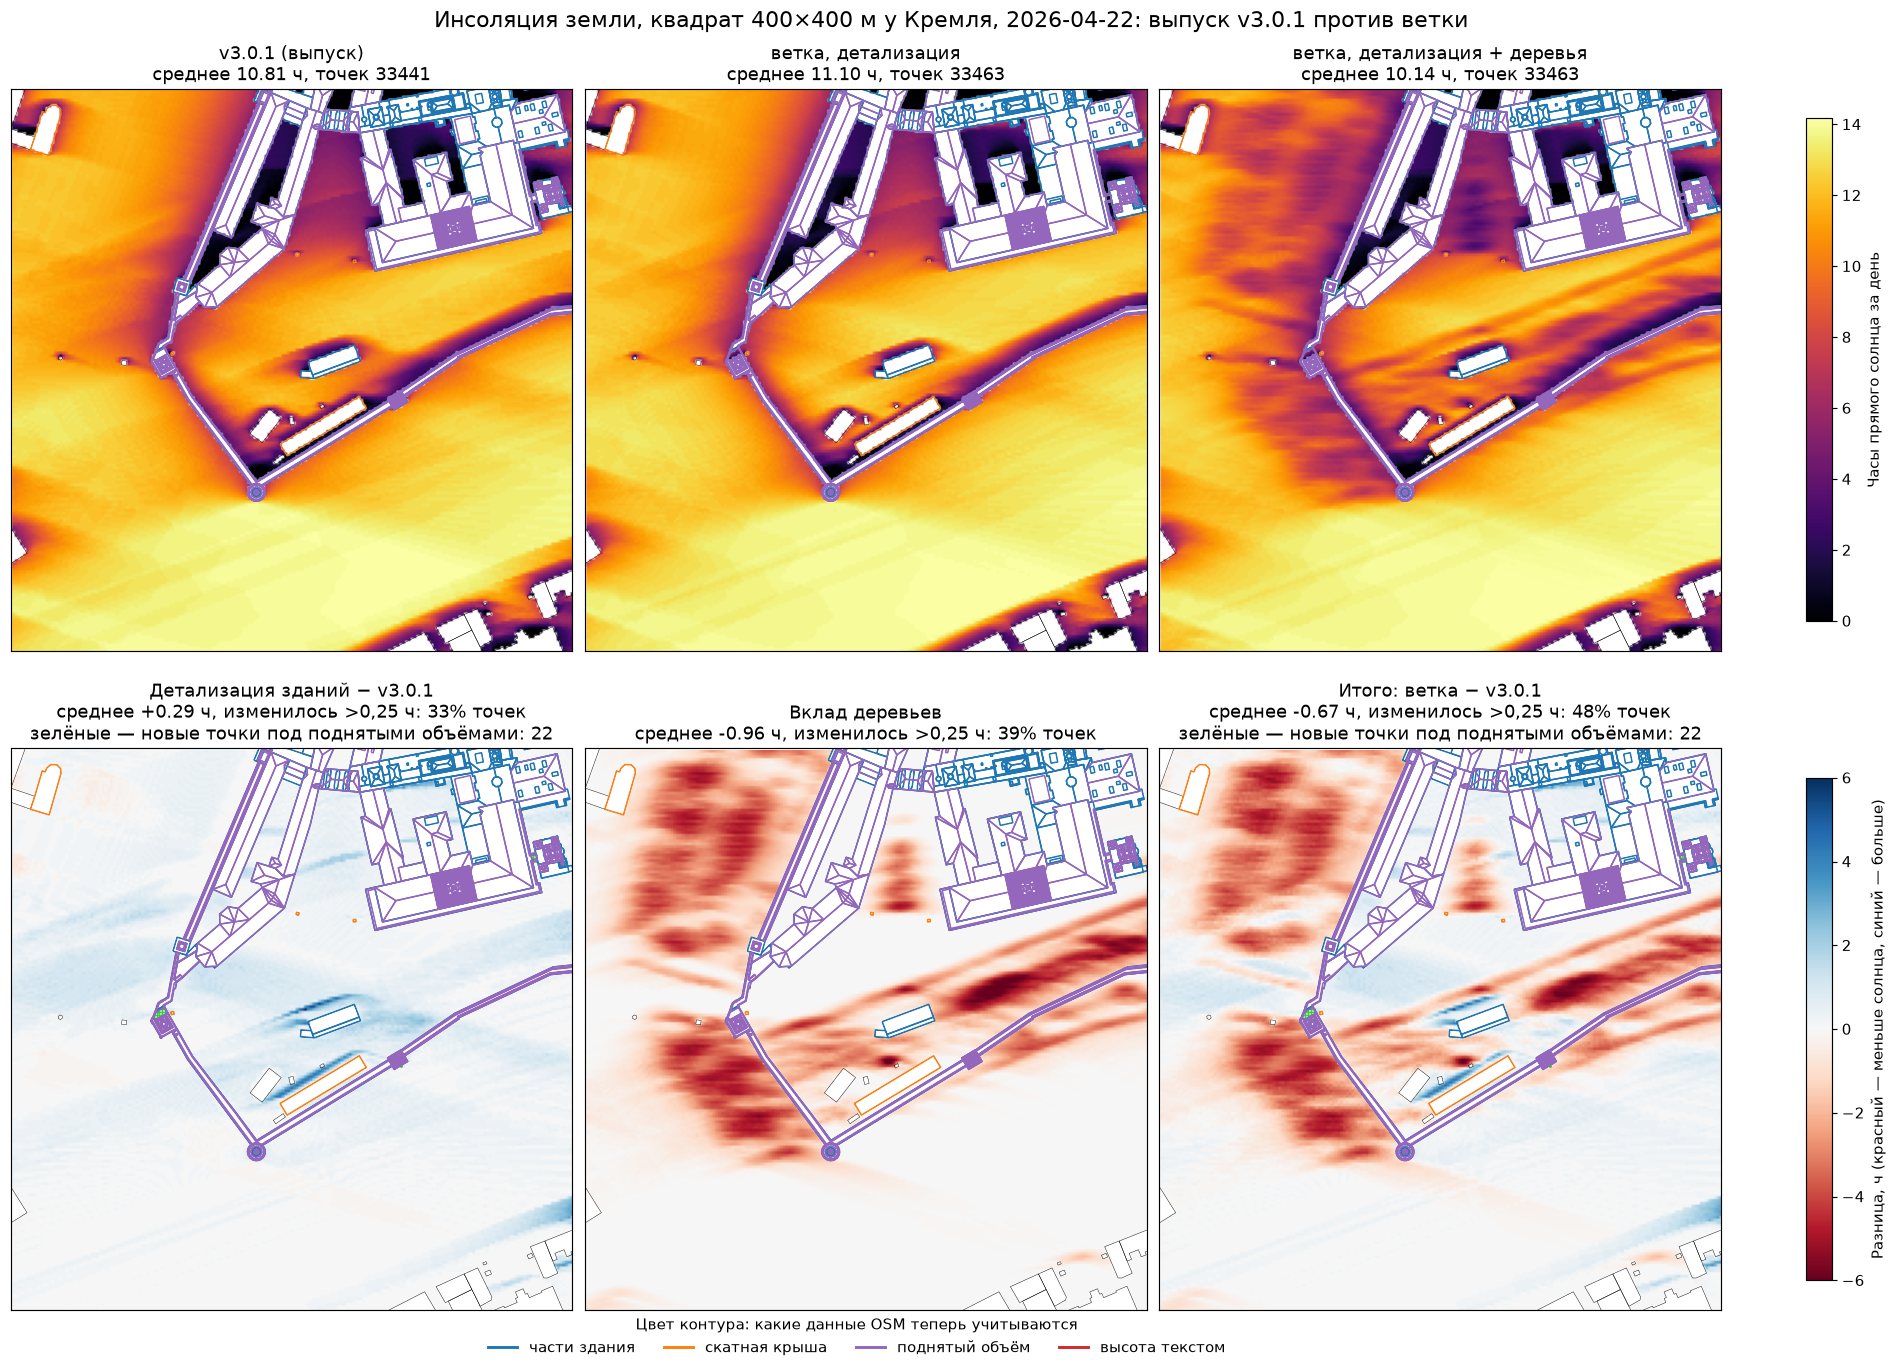 Инсоляция земли, квадрат 400×400 м у Кремля, 2026-04-22: выпуск v3.0.1 против ветки
v3.0.1 (выпуск)
среднее 10.81 ч, точек 33441
ветка, детализация
среднее 11.10 ч, точек 33463
ветка, детализация + деревья
среднее 10.14 ч, точек 33463
14
12
10
8
6
4
2
0
Часы прямого солнца за день
Детализация зданий − v3.0.1
среднее +0.29 ч, изменилось >0,25 ч: 33% точек
зелёные — новые точки под поднятыми объёмами: 22
Вклад деревьев
среднее -0.96 ч, изменилось >0,25 ч: 39% точек
Итого: ветка − v3.0.1
среднее -0.67 ч, изменилось >0,25 ч: 48% точек
зелёные — новые точки под поднятыми объёмами: 22
6
4
2
0
−2
−4
−6
Разница, ч (красный — меньше солнца, синий — больше)
Цвет контура: какие данные OSM теперь учитываются
части здания
скатная крыша
поднятый объём
высота текстом